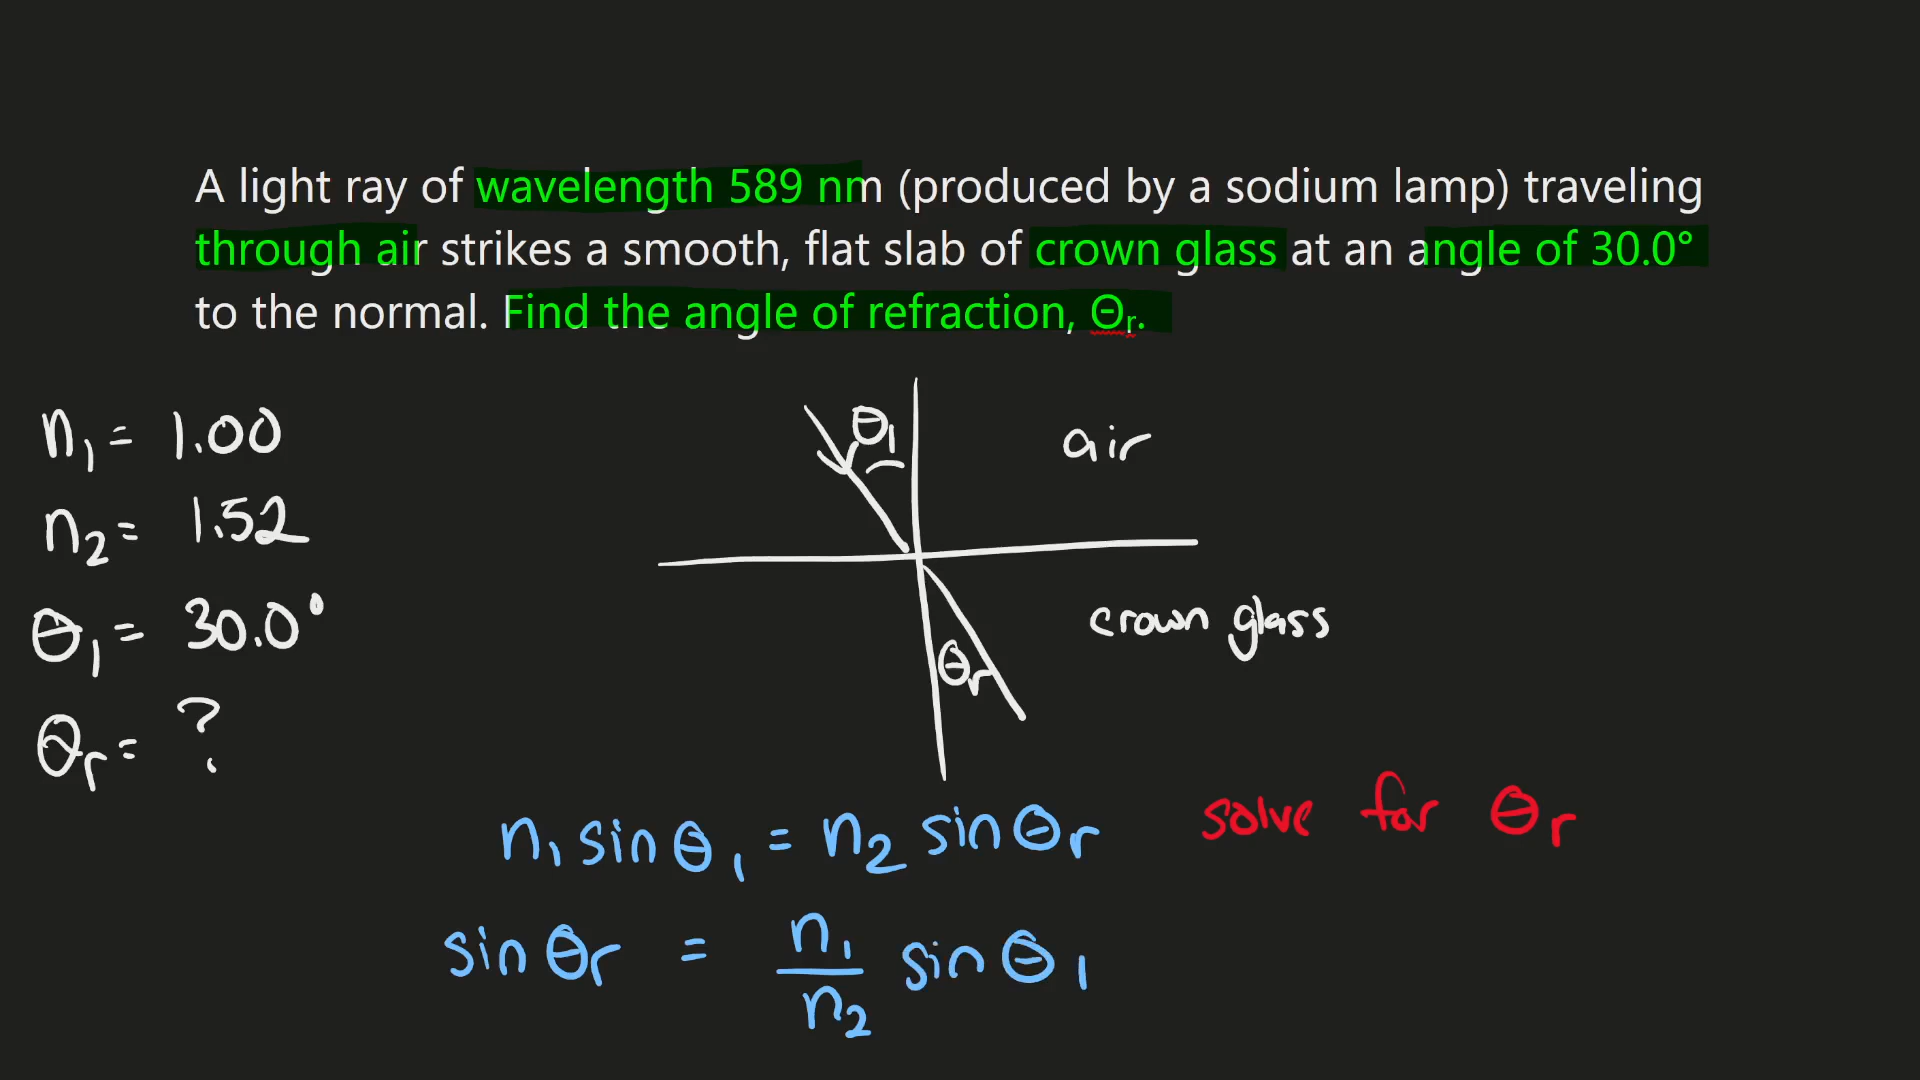 A light ray of wavelength 589 nm (produced by a sodium lamp) traveling
through air strikes a smooth, flat slab of crown glass at an angle of 30.0°
to the normal. Find the angle of refraction, Θᵣ.
n₁ = 1.00
n₂ = 1.52
θ₁ = 30.0°
θᵣ = ?
θ₁
air
crown glass
θᵣ
n₁ sin θ₁ = n₂ sin θᵣ
solve for θᵣ
sin θᵣ = n₁/n₂ sin θ₁